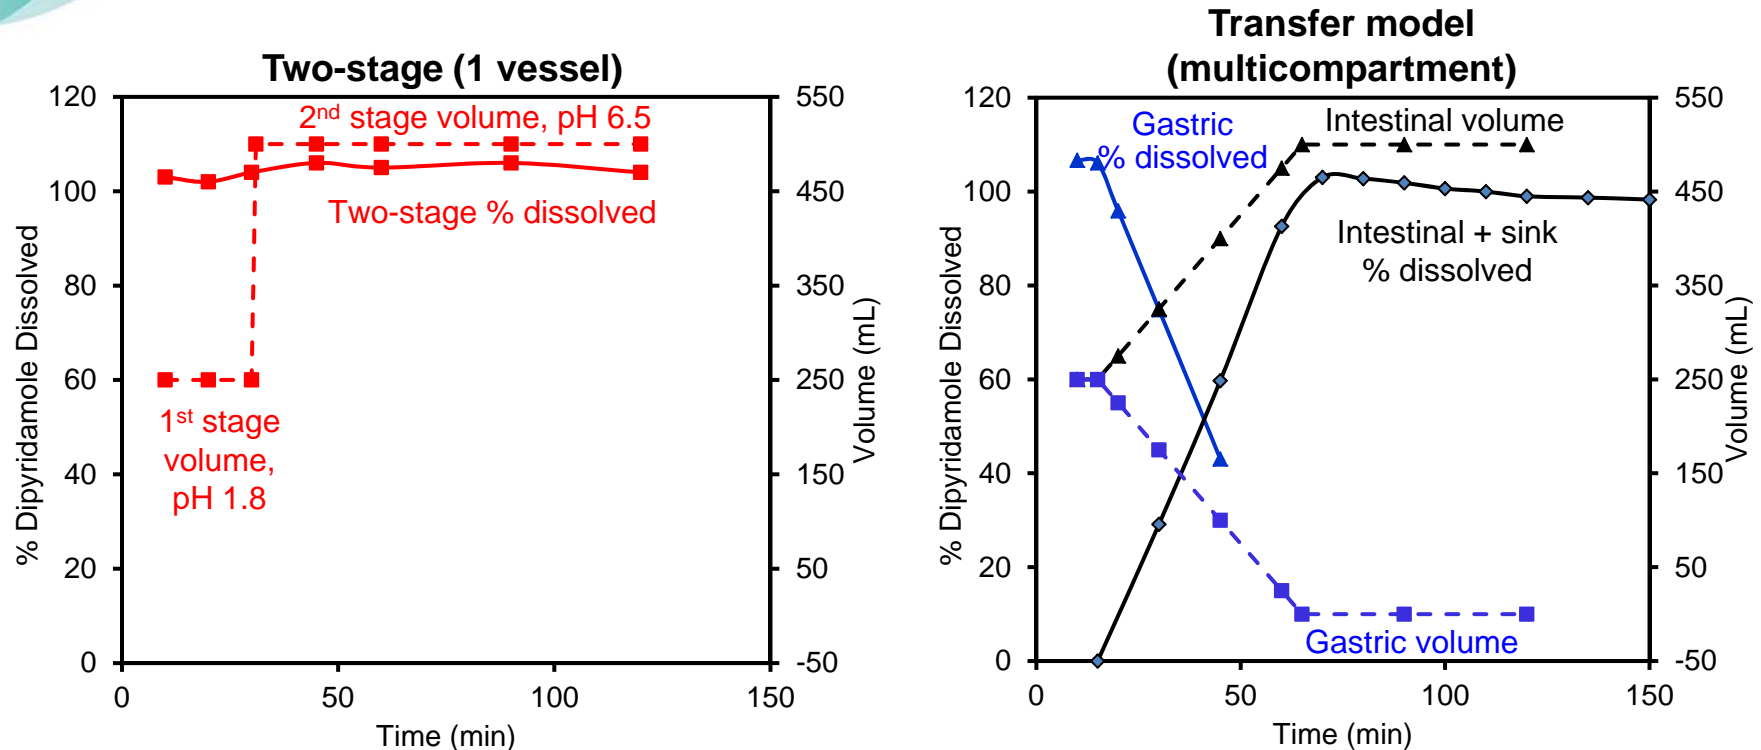 Two-stage (1 vessel)
120
100
80
60
40
20
0
% Dipyridamole Dissolved
2nd stage volume, pH 6.5
Two-stage % dissolved
1st stage
volume,
pH 1.8
550
450
350
250
150
50
-50
Volume (mL)
0
50
100
150
Time (min)
Transfer model
(multicompartment)
120
100
80
60
40
20
0
% Dipyridamole Dissolved
Gastric
% dissolved
Intestinal volume
Intestinal + sink
% dissolved
Gastric volume
550
450
350
250
150
50
-50
Volume (mL)
0
50
100
150
Time (min)